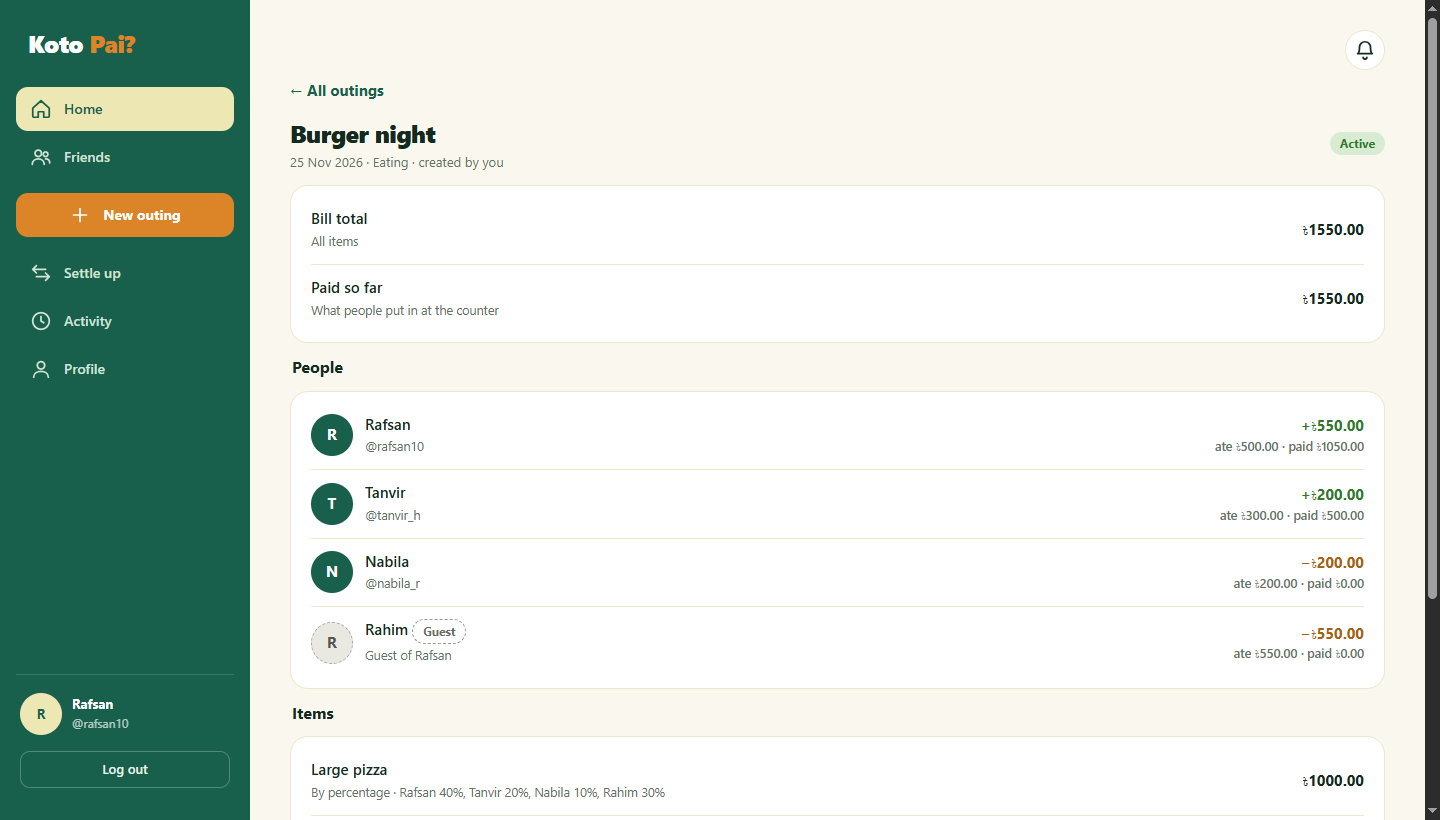 Koto Pai?
Home
Friends
New outing
Settle up
Activity
Profile
R
Rafsan
@rafsan10
Log out
← All outings
Burger night
25 Nov 2026 · Eating · created by you
Active
Bill total
All items
৳1550.00
Paid so far
What people put in at the counter
৳1550.00
People
R
Rafsan
@rafsan10
+৳550.00
ate ৳500.00 · paid ৳1050.00
T
Tanvir
@tanvir_h
+৳200.00
ate ৳300.00 · paid ৳500.00
N
Nabila
@nabila_r
−৳200.00
ate ৳200.00 · paid ৳0.00
R
Rahim Guest
Guest of Rafsan
−৳550.00
ate ৳550.00 · paid ৳0.00
Items
Large pizza
By percentage · Rafsan 40%, Tanvir 20%, Nabila 10%, Rahim 30%
৳1000.00